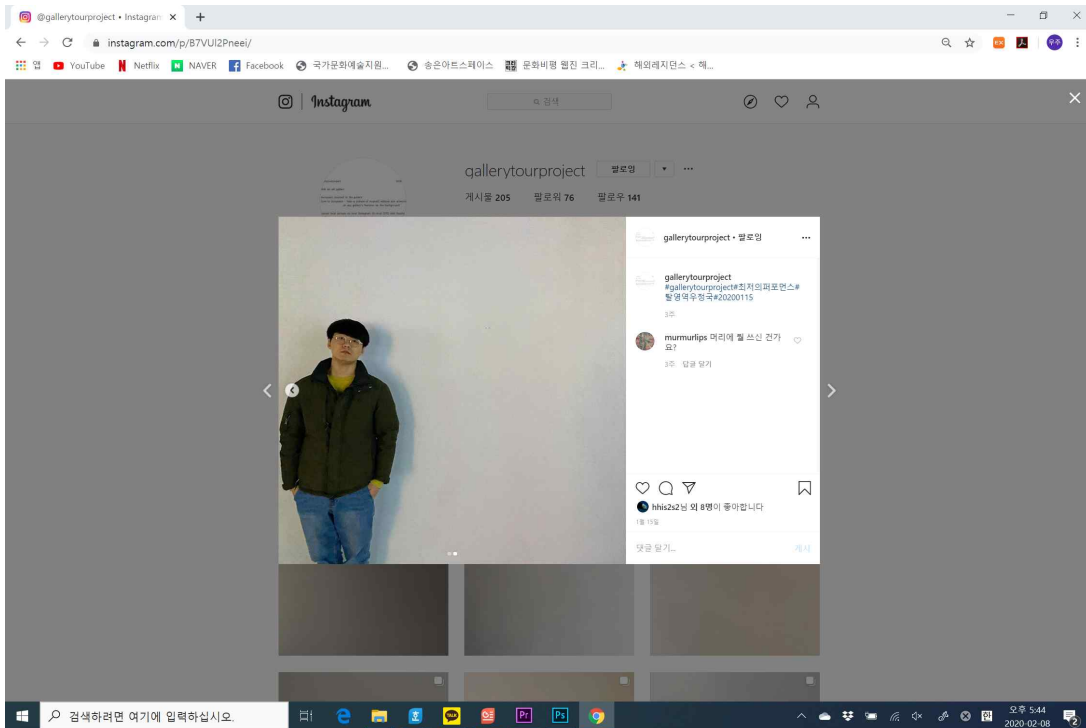 @gallerytourproject • Instagram
instagram.com/p/B7VUl2Pneei/
앱
YouTube
Netflix
NAVER
Facebook
국가문화예술지원...
송은아트스페이스
문화비평 웹진 크리...
해외레지던스 < 해...
Instagram
검색
gallerytourproject
팔로잉
게시물 205 팔로워 76 팔로우 141
gallerytourproject • 팔로잉
gallerytourproject
#gallerytourproject#최저의퍼포먼스#
탈영역우정국#20200115
3주
murmurlips 머리에 뭘 쓰신 건가
요?
3주 답글 달기
hhis2s2님 외 8명이 좋아합니다
1월 15일
댓글 달기...
게시
검색하려면 여기에 입력하십시오.
오후 5:44
2020-02-08